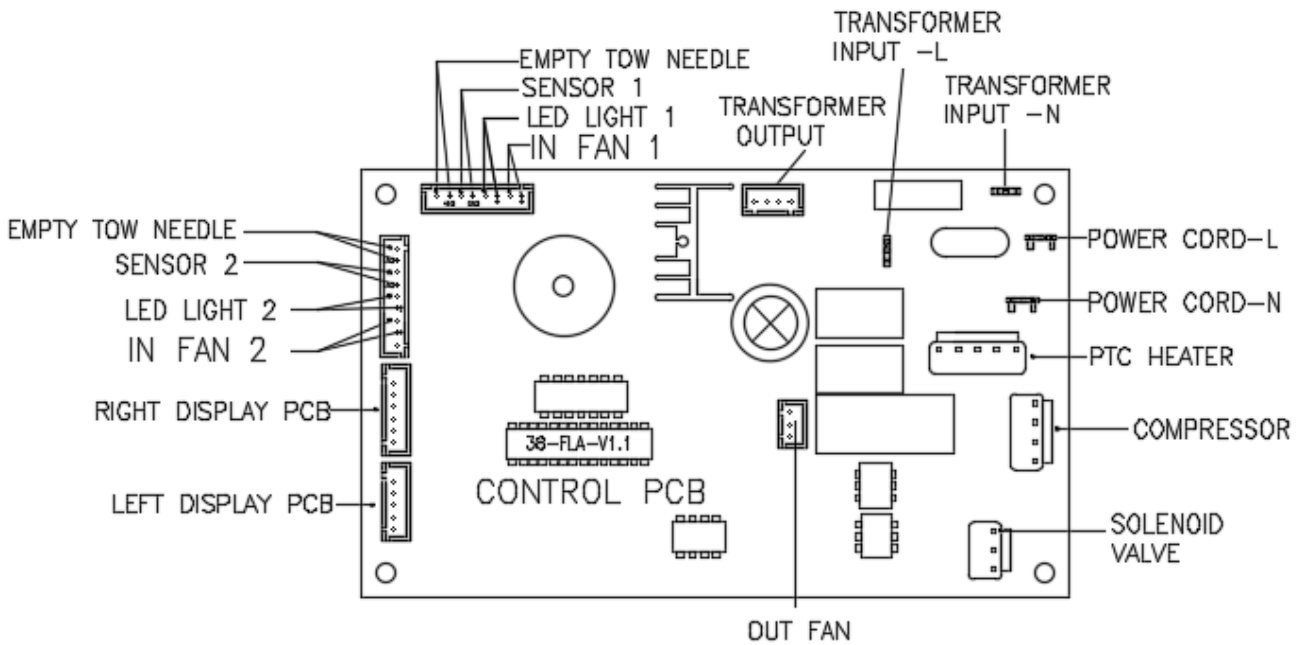 TRANSFORMER
INPUT -L
EMPTY TOW NEEDLE
SENSOR 1
LED LIGHT 1
IN FAN 1
TRANSFORMER
OUTPUT
TRANSFORMER
INPUT -N
EMPTY TOW NEEDLE
SENSOR 2
LED LIGHT 2
IN FAN 2
POWER CORD-L
POWER CORD-N
PTC HEATER
RIGHT DISPLAY PCB
COMPRESSOR
38-FLA-V1.1
CONTROL PCB
LEFT DISPLAY PCB
SOLENOID
VALVE
OUT FAN